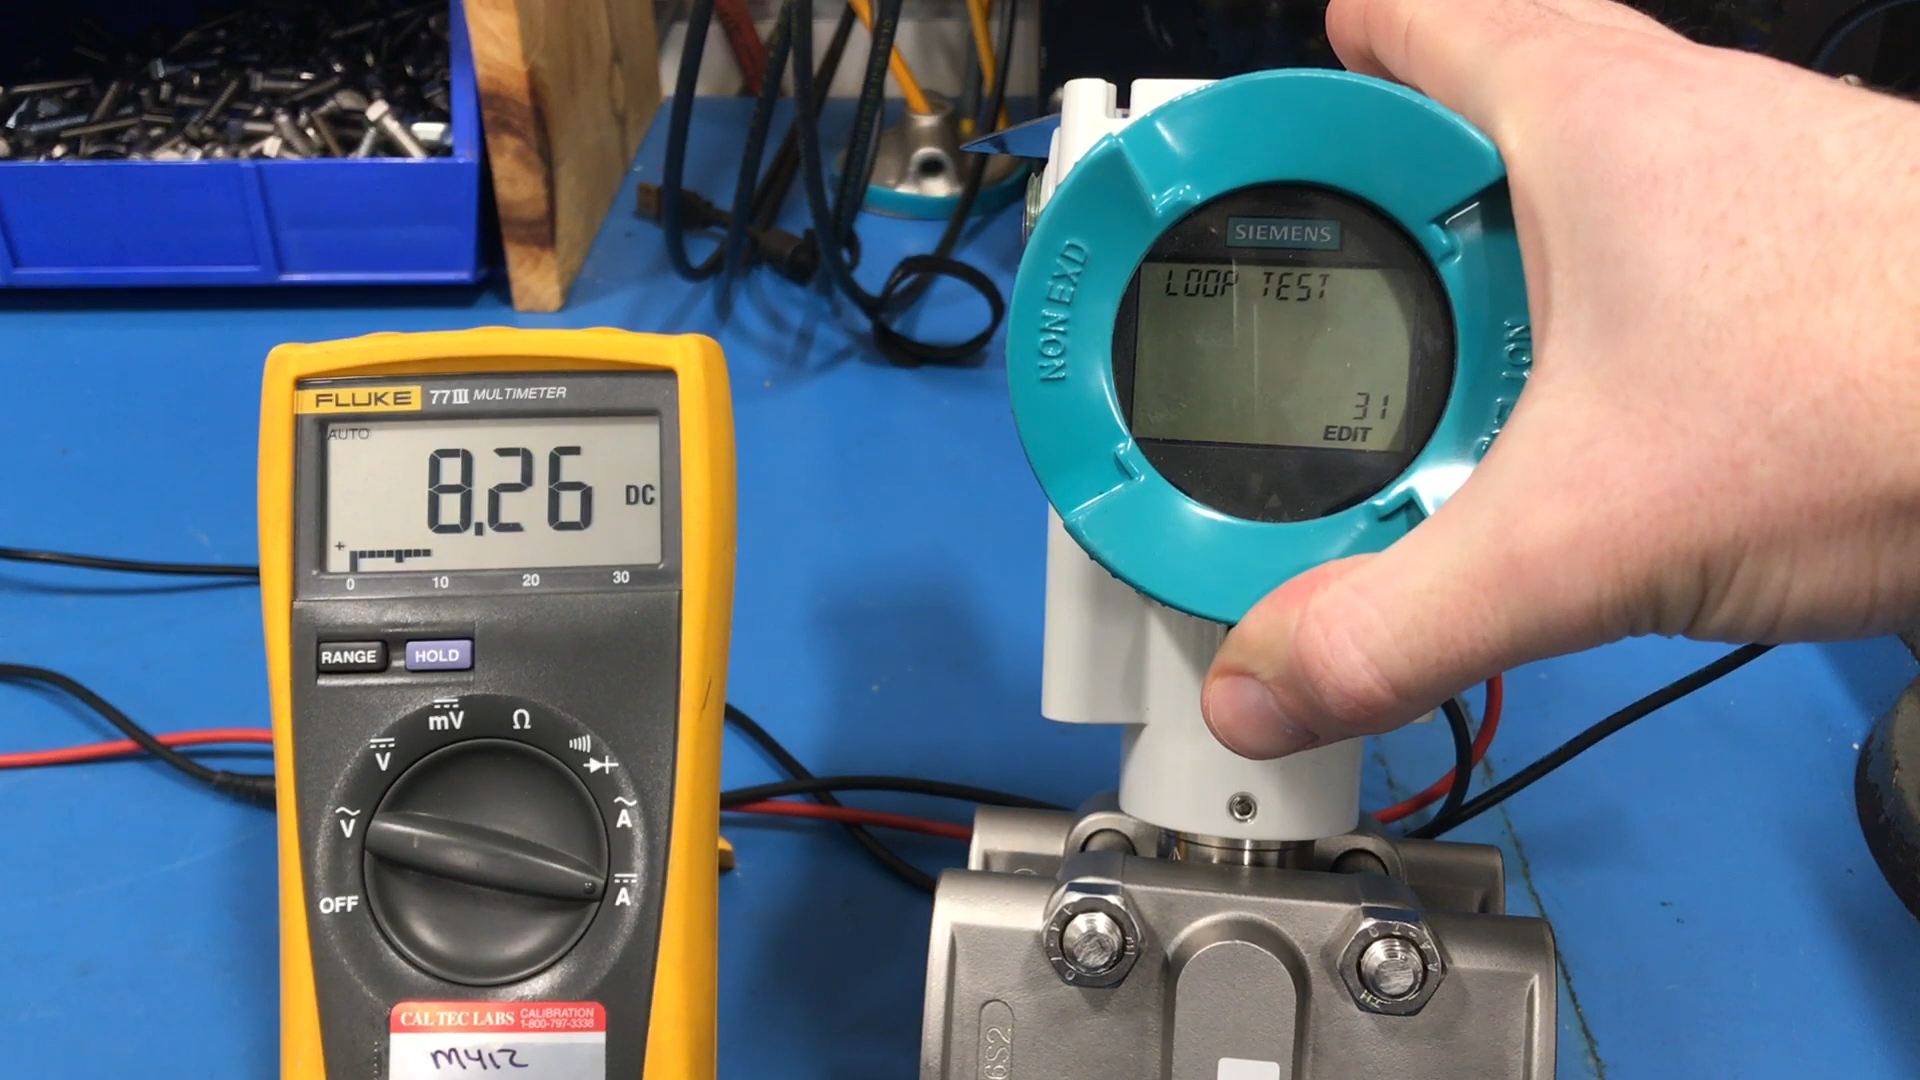 SIEMENS
LOOP TEST
31
EDIT
NON EXD
FLUKE 77 III MULTIMETER
AUTO
8.26 DC
0 10 20 30
RANGE HOLD
mV Ω
V
A
V
A
OFF
CAL TEC LABS CALIBRATION
1-800-797-3338
M412
6S2